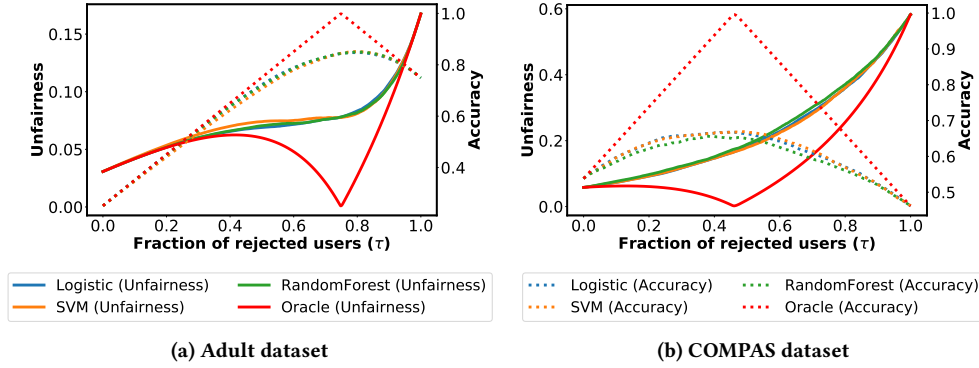 0.15
0.10
0.05
0.00
Unfairness
1.0
0.8
0.6
0.4
Accuracy
0.0 0.2 0.4 0.6 0.8 1.0
Fraction of rejected users (τ)
0.6
0.4
0.2
0.0
Unfairness
1.0
0.9
0.8
0.7
0.6
0.5
Accuracy
0.0 0.2 0.4 0.6 0.8 1.0
Fraction of rejected users (τ)
Logistic (Unfairness) RandomForest (Unfairness)
SVM (Unfairness) Oracle (Unfairness)
Logistic (Accuracy) RandomForest (Accuracy)
SVM (Accuracy) Oracle (Accuracy)
(a) Adult dataset
(b) COMPAS dataset